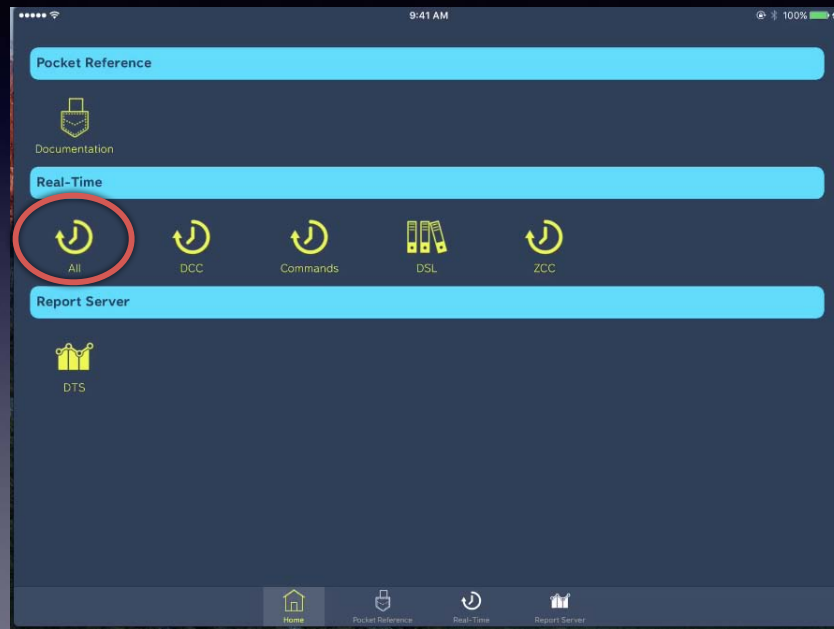 9:41 AM
100%
Pocket Reference
Documentation
Real-Time
All DCC Commands DSL ZCC
Report Server
DTS
Home Pocket Reference Real-Time Report Server